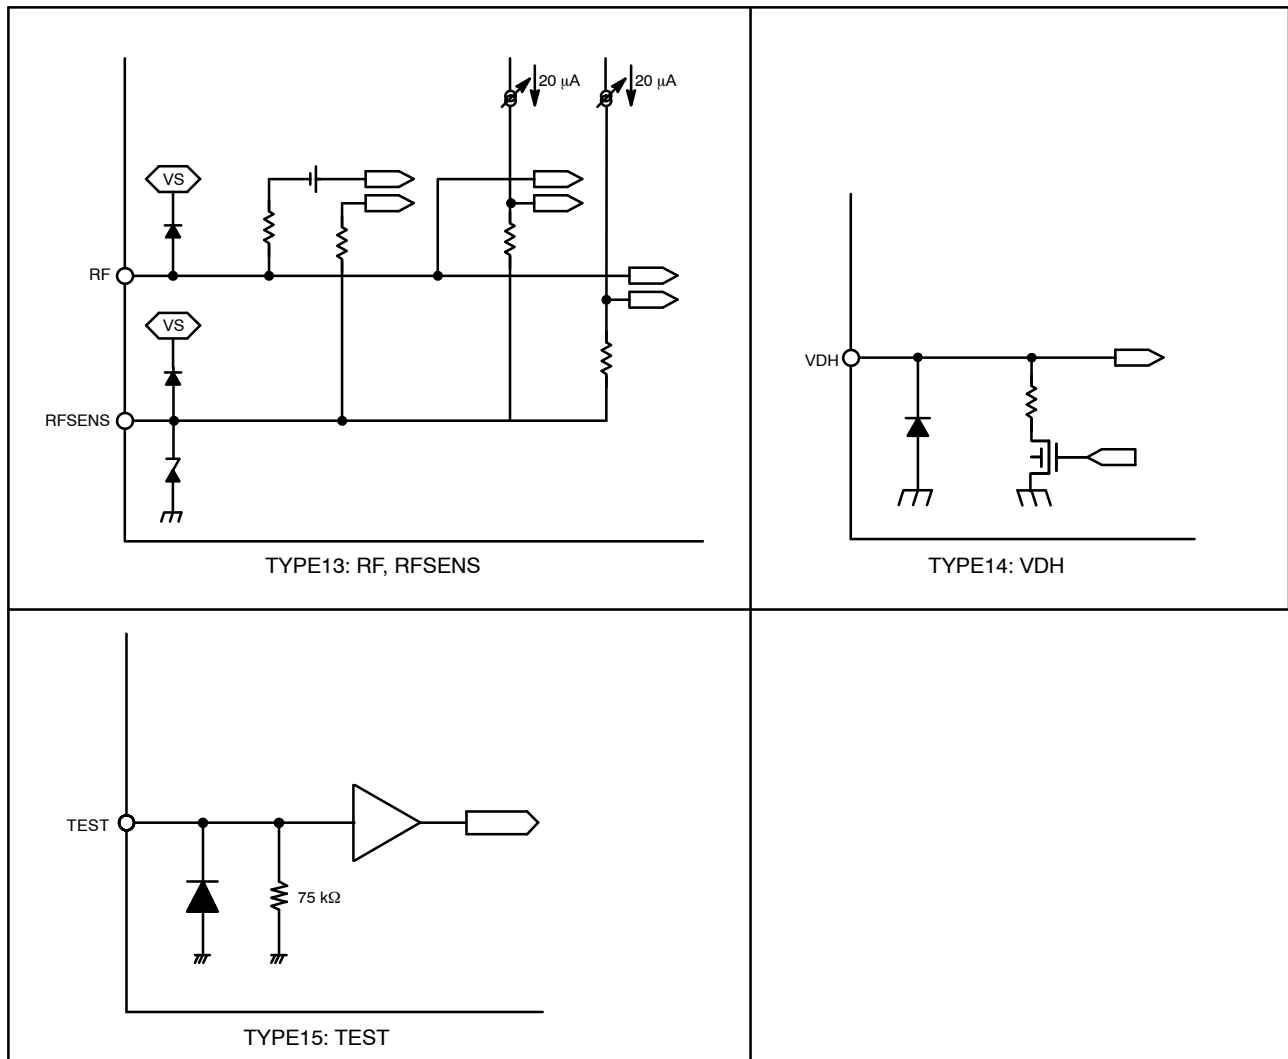 20 μA
20 μA
VS
RF
VS
RFSENS
TYPE13: RF, RFSENS
VDH
TYPE14: VDH
TEST
75 kΩ
TYPE15: TEST